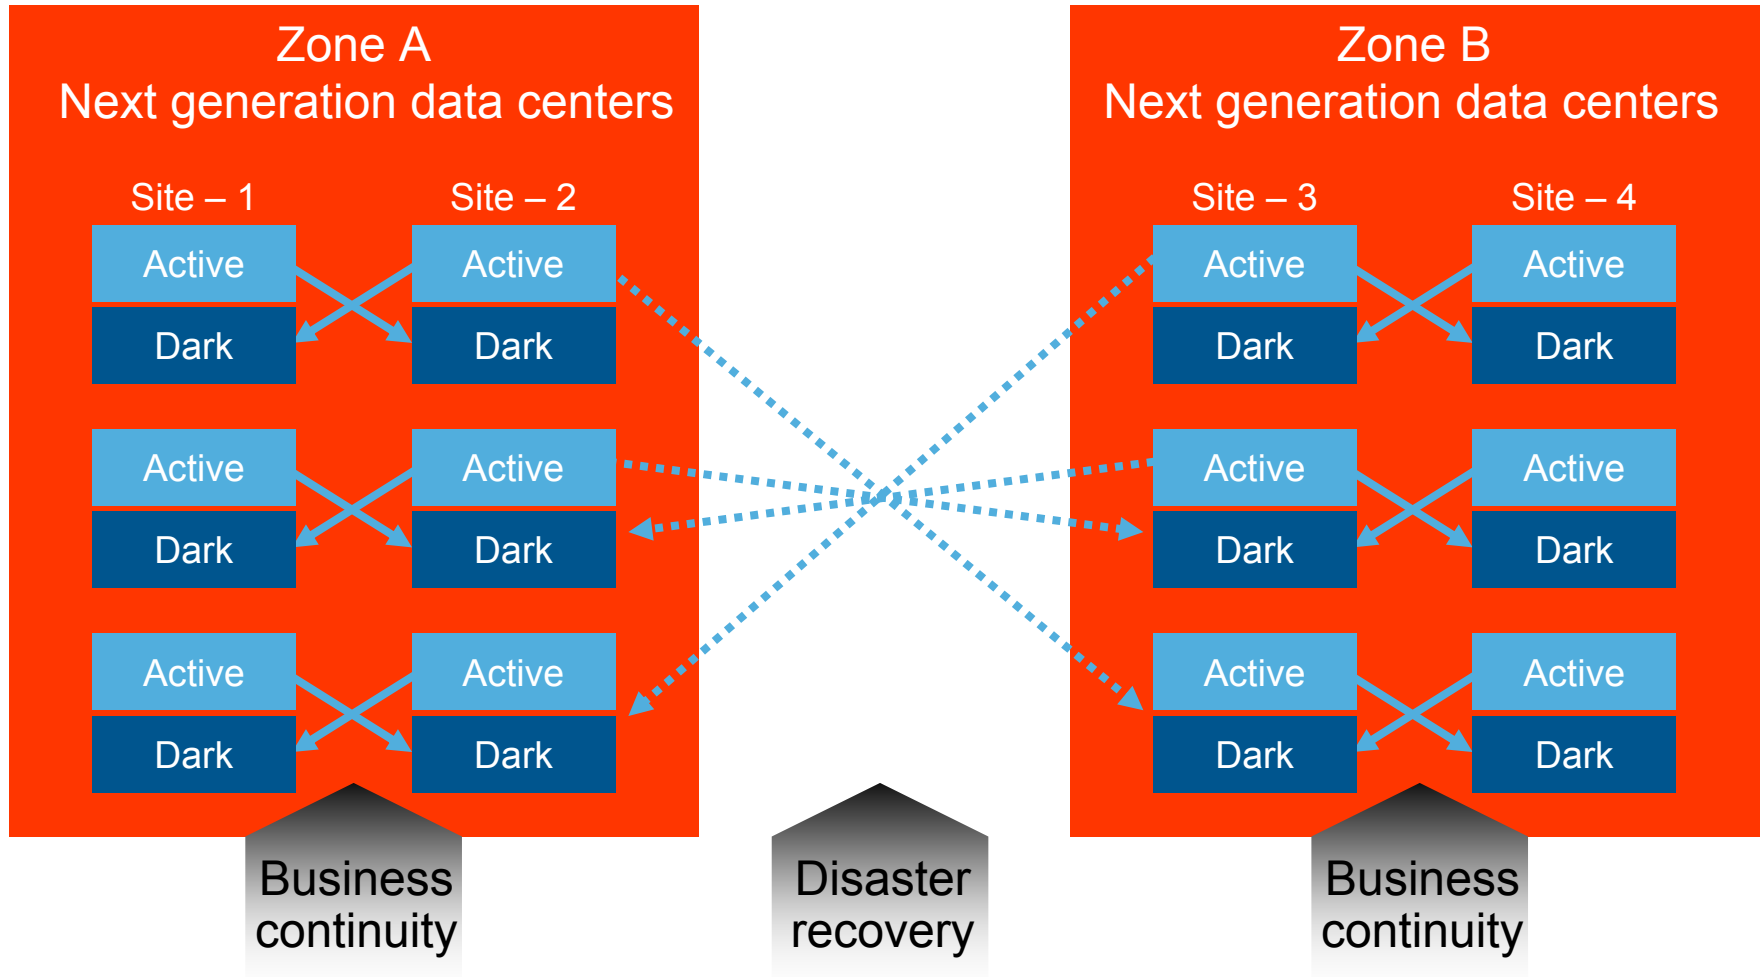 Zone A
Next generation data centers
Site – 1
Site – 2
Active
Active
Dark
Dark
Active
Active
Dark
Dark
Active
Active
Dark
Dark
Business
continuity
Disaster
recovery
Zone B
Next generation data centers
Site – 3
Site – 4
Active
Active
Dark
Dark
Active
Active
Dark
Dark
Active
Active
Dark
Dark
Business
continuity